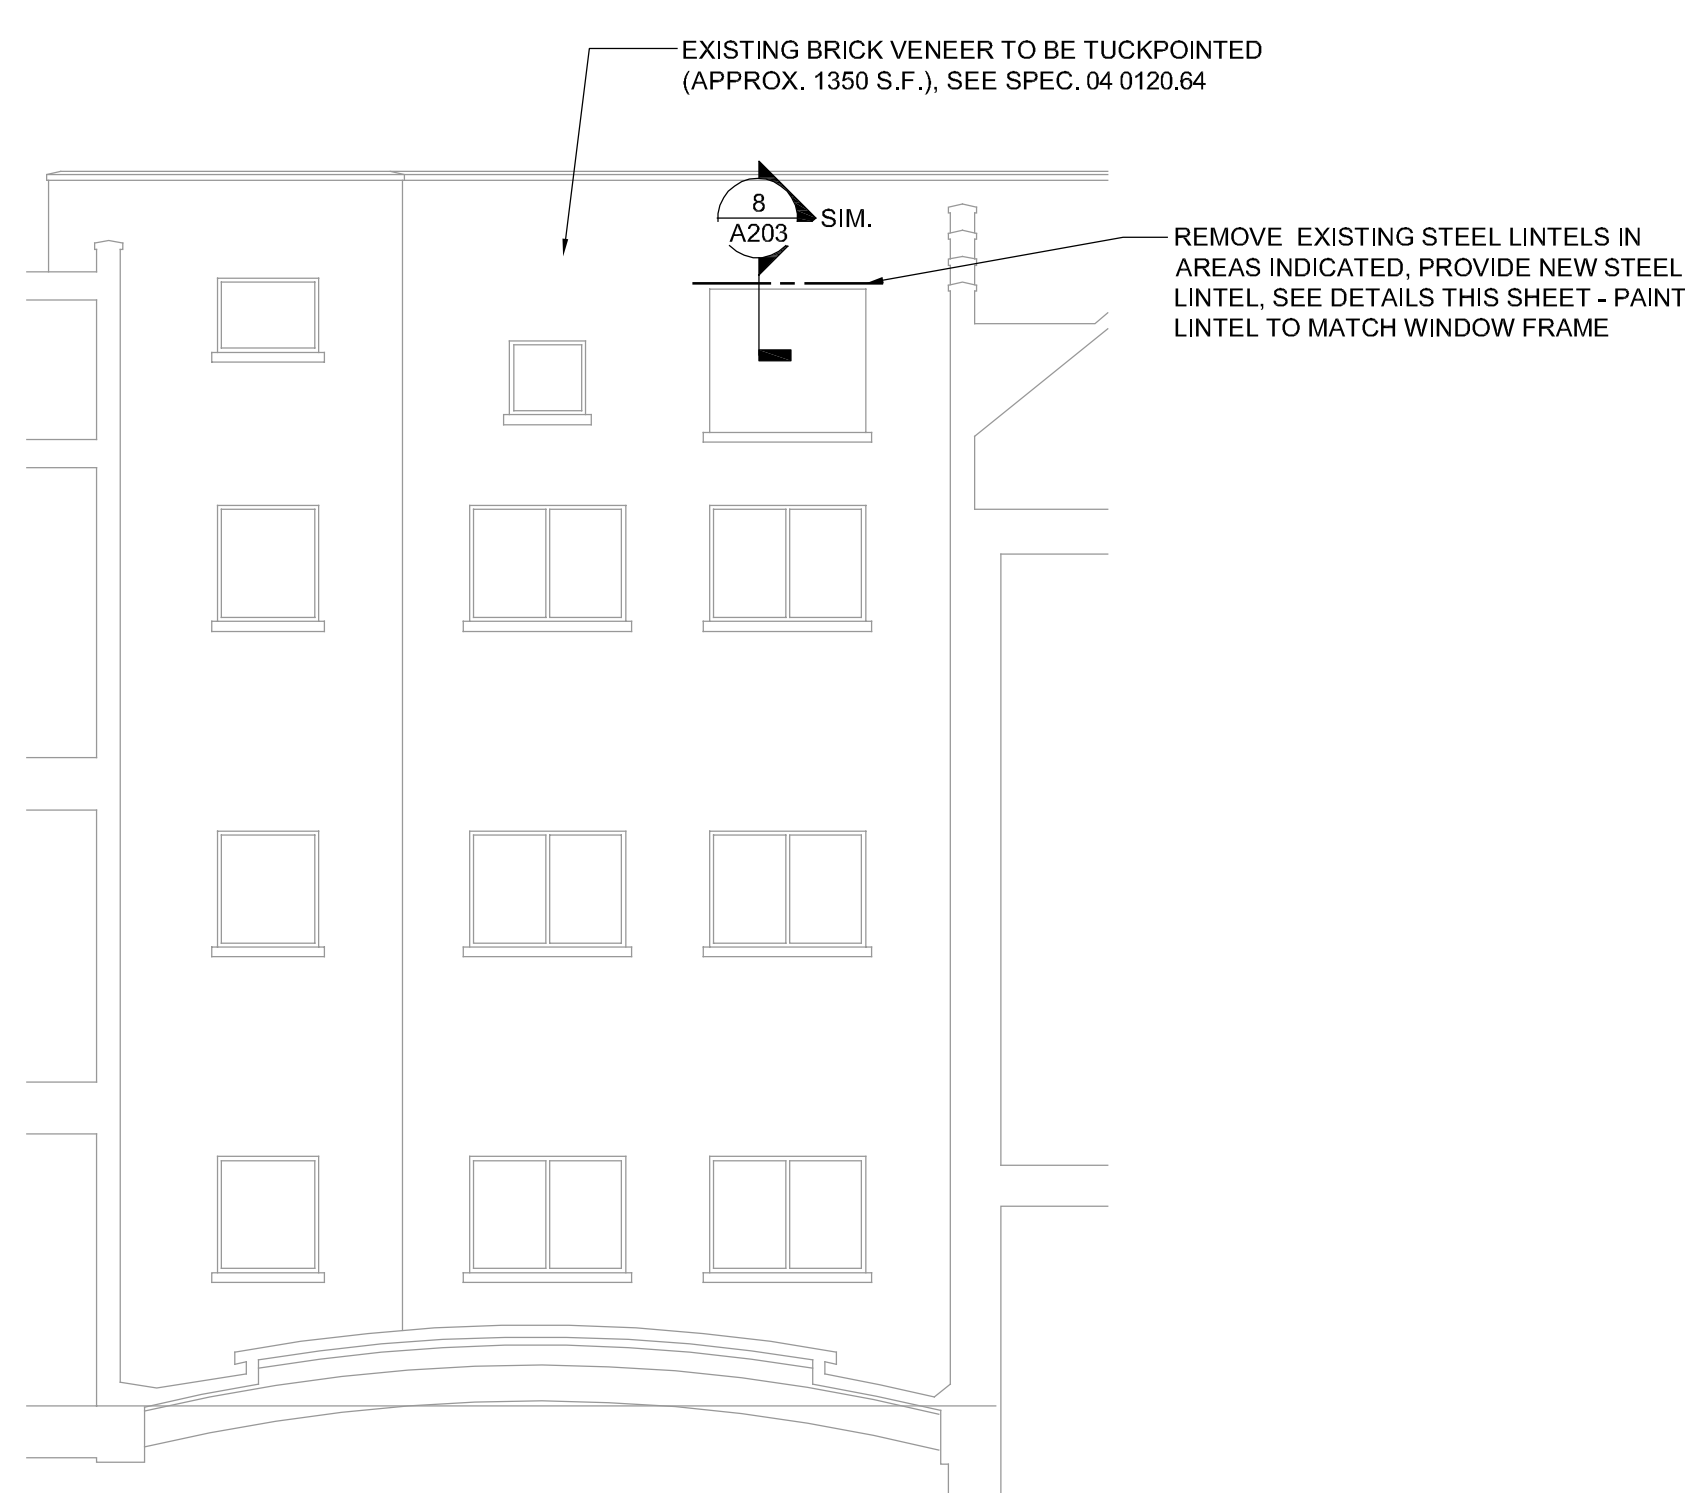 EXISTING BRICK VENEER TO BE TUCKPOINTED
(APPROX. 1350 S.F.), SEE SPEC. 04 0120.64
8
A203
SIM.
REMOVE  EXISTING STEEL LINTELS IN
AREAS INDICATED, PROVIDE NEW STEEL
LINTEL, SEE DETAILS THIS SHEET - PAINT
LINTEL TO MATCH WINDOW FRAME